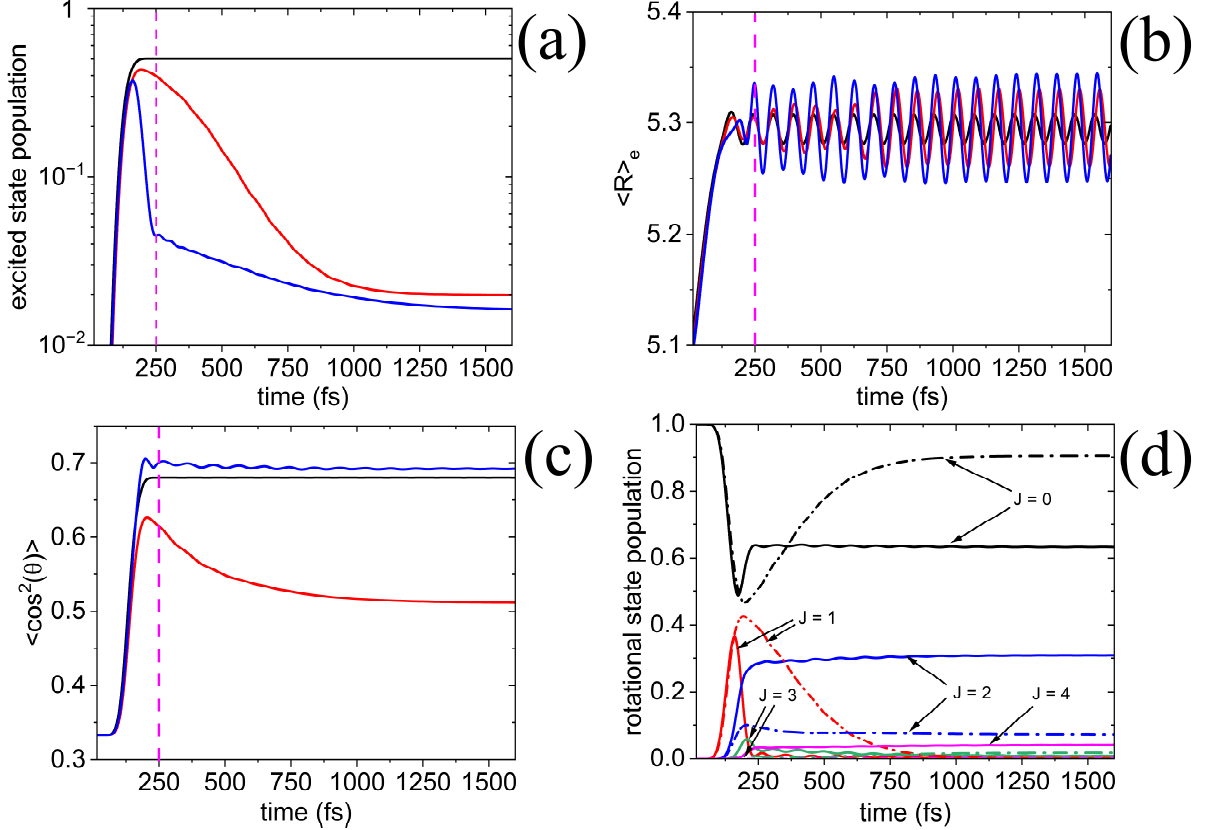 (a)
excited state population
1
10⁻¹
10⁻²
250 500 750 1000 1250 1500
time (fs)
(b)
<R>ₑ
5.4
5.3
5.2
5.1
250 500 750 1000 1250 1500
time (fs)
(c)
<cos²(θ)>
0.7
0.6
0.5
0.4
0.3
250 500 750 1000 1250 1500
time (fs)
(d)
rotational state population
1.0
0.8
0.6
0.4
0.2
0.0
J = 0
J = 1
J = 3
J = 2
J = 4
250 500 750 1000 1250 1500
time (fs)